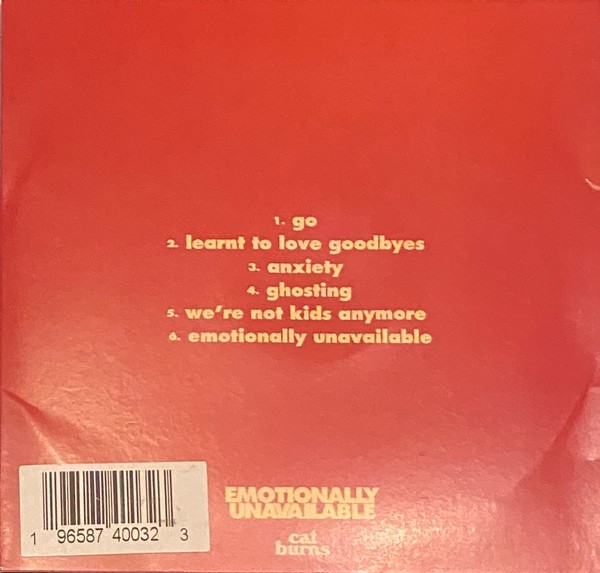 1. go
2. learnt to love goodbyes
3. anxiety
4. ghosting
5. we're not kids anymore
6. emotionally unavailable
EMOTIONALLY
UNAVAILABLE
cat
burns
1 96587 40032 3